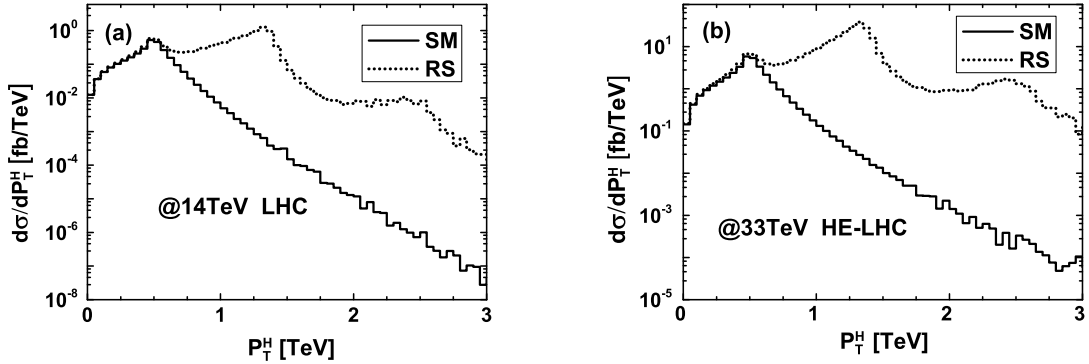 (a)
SM
RS
@14TeV LHC
dσ/dP_T^H [fb/TeV]
10^0
10^-2
10^-4
10^-6
10^-8
0 1 2 3
P_T^H [TeV]
(b)
SM
RS
@33TeV HE-LHC
dσ/dP_T^H [fb/TeV]
10^1
10^-1
10^-3
10^-5
0 1 2 3
P_T^H [TeV]